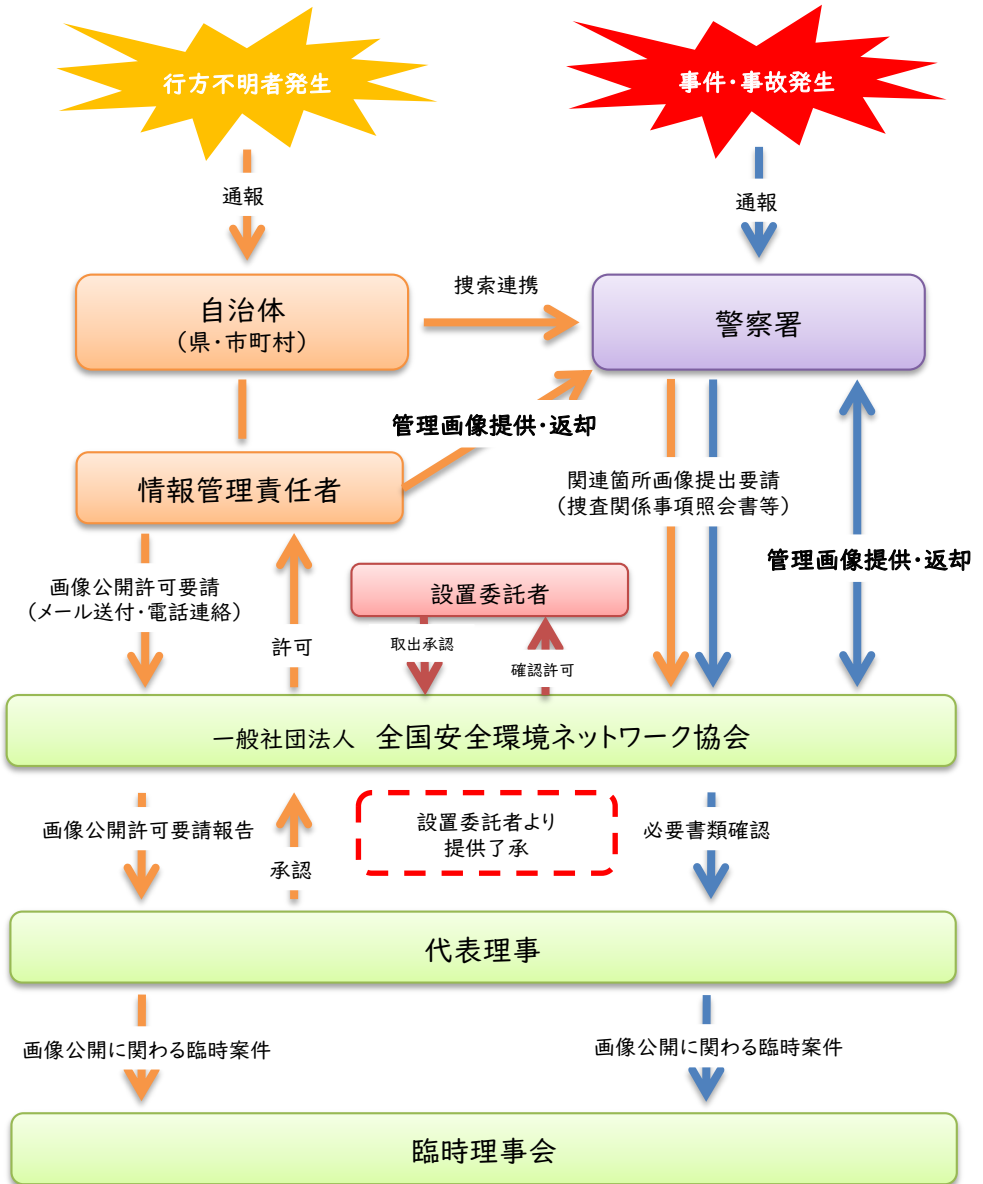 行方不明者発生
事件・事故発生
通報
通報
自治体
（県・市町村）
捜索連携
警察署
管理画像提供・返却
情報管理責任者
関連箇所画像提出要請
（捜査関係事項照会書等）
管理画像提供・返却
画像公開許可要請
（メール送付・電話連絡）
許可
設置委託者
取出承認
確認許可
一般社団法人 全国安全環境ネットワーク協会
画像公開許可要請報告
承認
設置委託者より
提供了承
必要書類確認
代表理事
画像公開に関わる臨時案件
画像公開に関わる臨時案件
臨時理事会